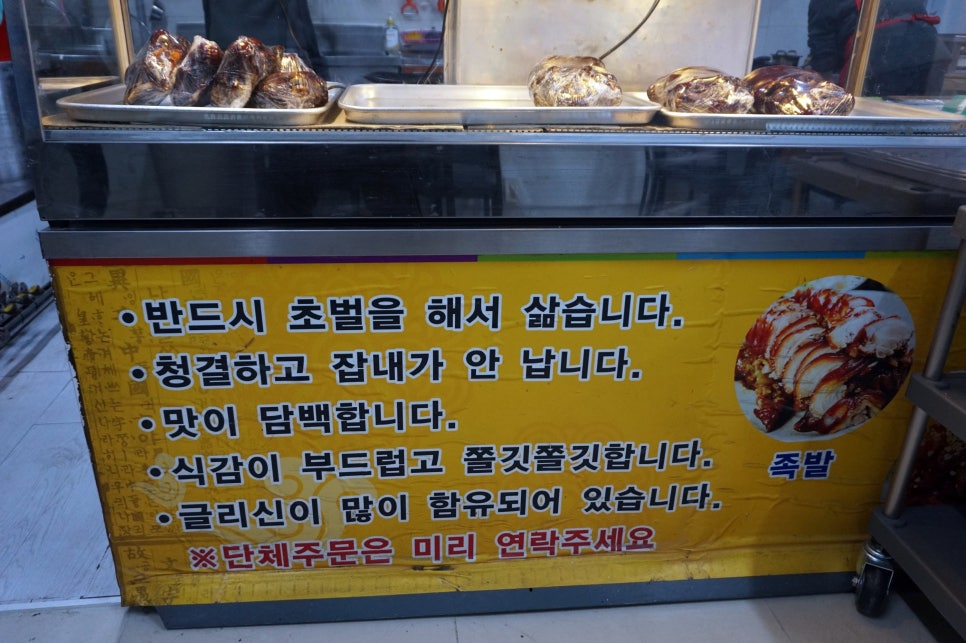 • 반드시 초벌을 해서 삶습니다.
• 청결하고 잡내가 안 납니다.
• 맛이 담백합니다.
• 식감이 부드럽고 쫄깃쫄깃합니다.
• 글리신이 많이 함유되어 있습니다.
※단체주문은 미리 연락주세요
족발